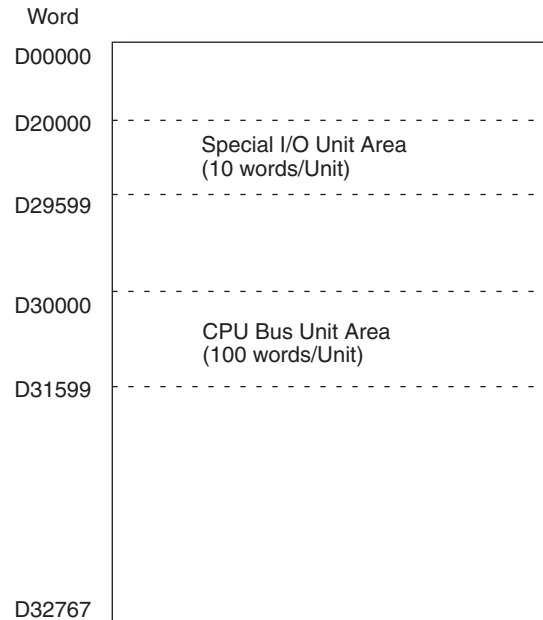 Word
D00000
D20000
Special I/O Unit Area
(10 words/Unit)
D29599
D30000
CPU Bus Unit Area
(100 words/Unit)
D31599
D32767